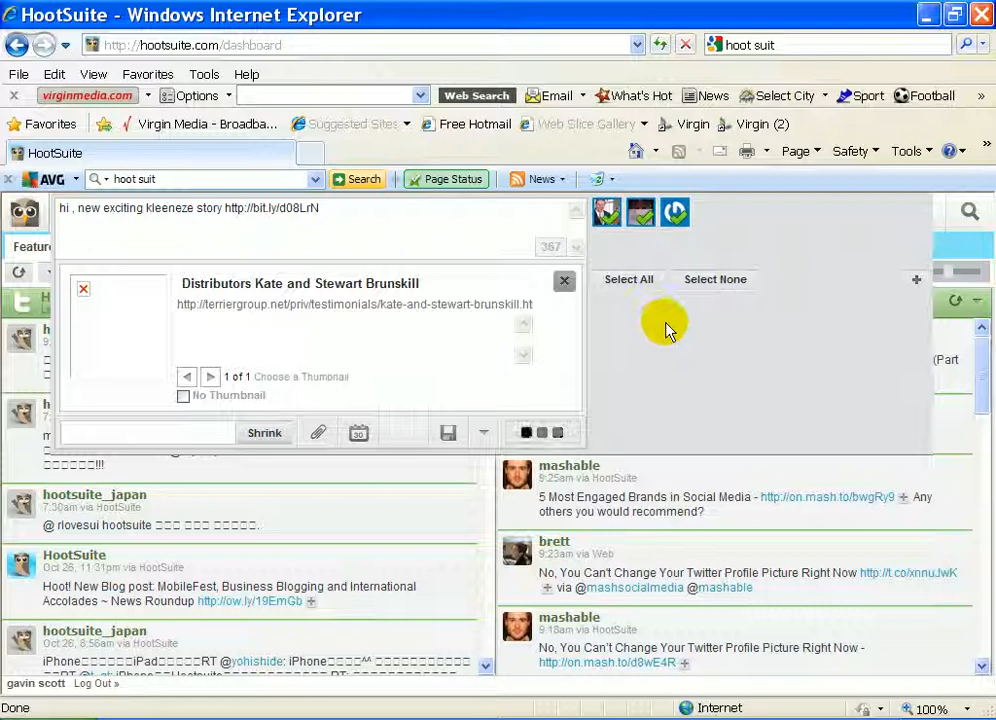 HootSuite - Windows Internet Explorer
http://hootsuite.com/dashboard
hoot suit
File Edit View Favorites Tools Help
virginmedia.com Options Web Search Email What's Hot News Select City Sport Football »
Favorites Virgin Media - Broadba... Suggested Sites Free Hotmail Web Slice Gallery Virgin Virgin (2)
HootSuite
Page Safety Tools »
AVG hoot suit Search Page Status News
hi , new exciting kleeneze story http://bit.ly/d08LrN
367
Featur
Distributors Kate and Stewart Brunskill
http://terriergroup.net/priv/testimonials/kate-and-stewart-brunskill.ht
1 of 1 Choose a Thumbnail
No Thumbnail
Select All Select None
(Part
Shrink 30
!!!
mashable
9:25am via HootSuite
5 Most Engaged Brands in Social Media - http://on.mash.to/bwgRy9 Any
others you would recommend?
hootsuite_japan
7:30am via HootSuite
@ rlovesui hootsuite
brett
9:23am via Web
No, You Can't Change Your Twitter Profile Picture Right Now http://t.co/xnnuJwK
via @mashsocialmedia @mashable
HootSuite
Oct 26, 11:31pm via HootSuite
Hoot! New Blog post: MobileFest, Business Blogging and International
Accolades ~ News Roundup http://ow.ly/19EmGb
mashable
9:18am via HootSuite
No, You Can't Change Your Twitter Profile Picture Right Now -
http://on.mash.to/d8wE4R
hootsuite_japan
Oct 26, 8:56am via HootSuite
gavin scott Log Out »
Done
Internet
100%